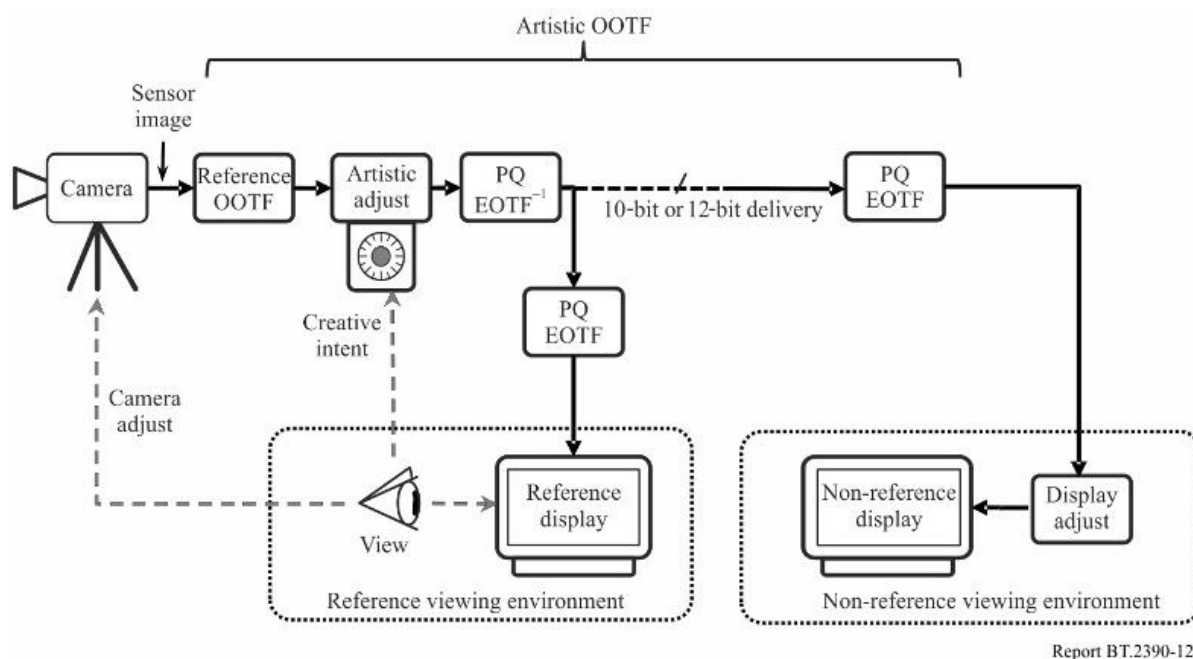 Artistic OOTF
Sensor
image
Camera
Reference
OOTF
Artistic
adjust
PQ
EOTF⁻¹
10-bit or 12-bit delivery
PQ
EOTF
PQ
EOTF
Creative
intent
Camera
adjust
View
Reference
display
Reference viewing environment
Non-reference
display
Display
adjust
Non-reference viewing environment
Report BT.2390-12